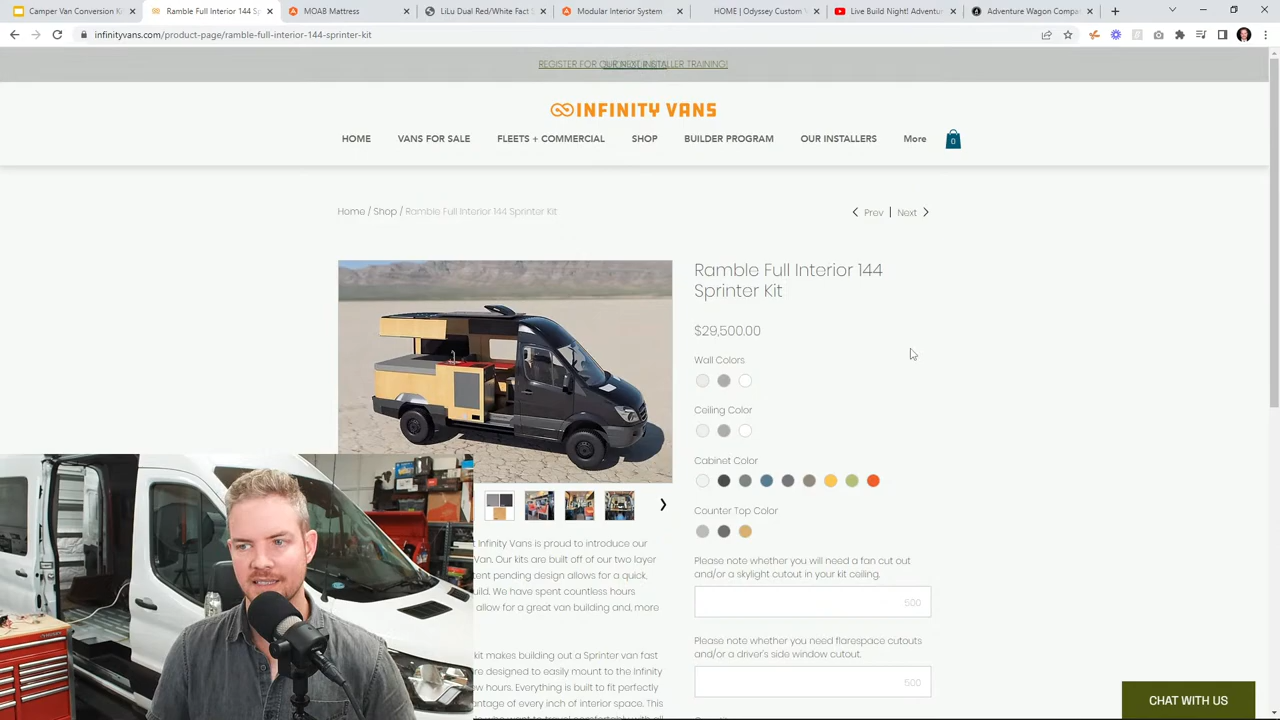 Camper Van Conversion K
Ramble Full Interior 144 S
MOAB Mattress
LiLu Dual Red/White Fact S
Modular Interior System
HOME | Odyssey Custom V
Live Build Night! Adventur
Adventure Wagon Compa
infinityvans.com/product-page/ramble-full-interior-144-sprinter-kit
REGISTER FOR
INSTALLER TRAINING!
INFINITY VANS
HOME VANS FOR SALE FLEETS + COMMERCIAL SHOP BUILDER PROGRAM OUR INSTALLERS More 0
Home / Shop / Ramble Full Interior 144 Sprinter Kit
Prev | Next
Ramble Full Interior 144
Sprinter Kit
$29,500.00
Wall Colors
Ceiling Color
Cabinet Color
Counter Top Color
Please note whether you will need a fan cut out
and/or a skylight cutout in your kit ceiling.
500
Please note whether you need flarespace cutouts
and/or a driver's side window cutout.
500
Infinity Vans is proud to introduce our
Van. Our kits are built off of our two layer
ent pending design allows for a quick,
uild. We have spent countless hours
allow for a great van building and, more
kit makes building out a Sprinter van fast
re designed to easily mount to the Infinity
w hours. Everything is built to fit perfectly
antage of every inch of interior space. This
CHAT WITH US